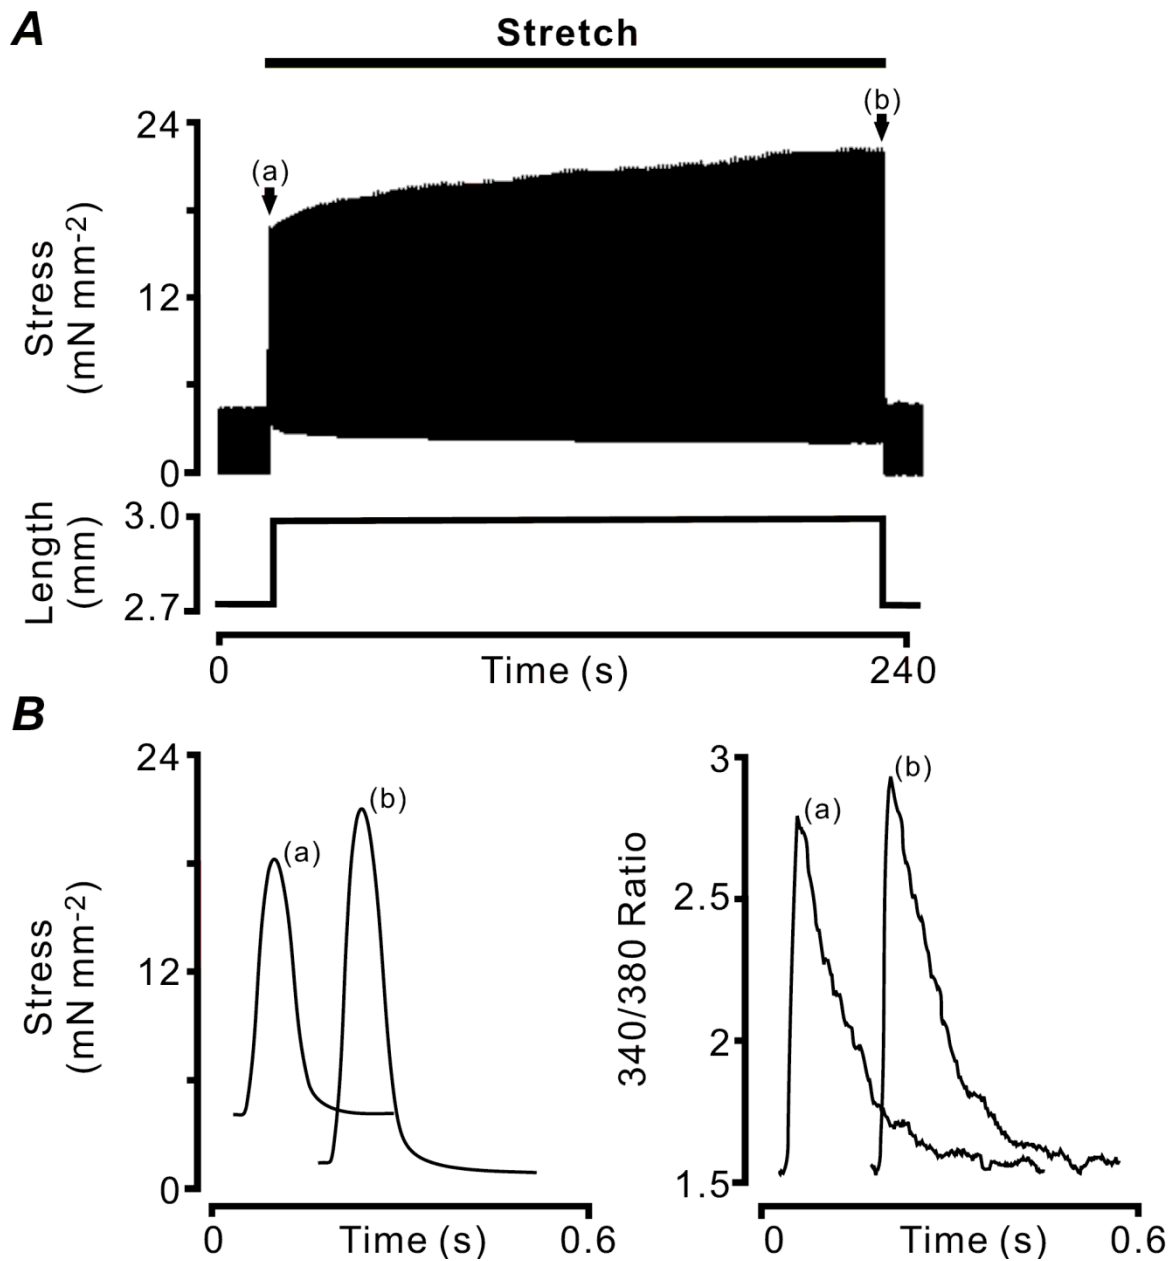 A
Stretch
(b)
24
(a)
Stress
(mN mm-2)
12
0
Length
(mm)
3.0
2.7
0 Time (s) 240
B
24
(b)
(a)
Stress
(mN mm-2)
12
0
0 Time (s) 0.6
3
(b)
(a)
340/380 Ratio
2.5
2
1.5
0 Time (s) 0.6